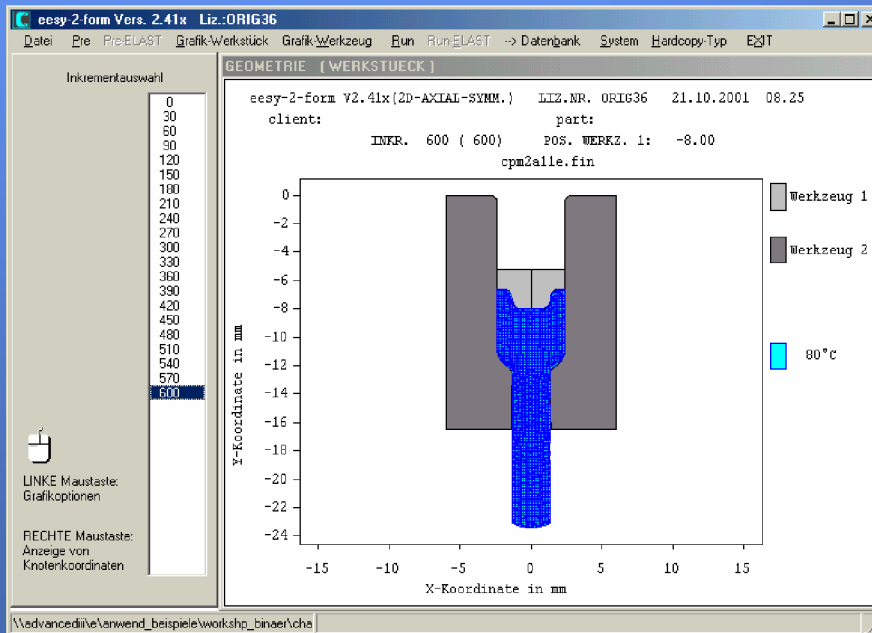 eesy-2-form Vers. 2.41x Liz.:ORIG36
Datei Pre Pre-ELAST Grafik-Werkstück Grafik-Werkzeug Run Run-ELAST --> Datenbank System Hardcopy-Typ EXIT
Inkrementauswahl
0
30
60
90
120
150
180
210
240
270
300
330
360
390
420
450
480
510
540
570
600
LINKE Maustaste:
Grafikoptionen
RECHTE Maustaste:
Anzeige von
Knotenkoordinaten
GEOMETRIE (WERKSTUECK)
eesy-2-form V2.41x(2D-AXIAL-SYMM.) LIZ.NR. ORIG36 21.10.2001 08.25
client: part:
INKR. 600 ( 600) POS. WERKZ. 1: -8.00
cpm2alle.fin
Y-Koordinate in mm
0
-2
-4
-6
-8
-10
-12
-14
-16
-18
-20
-22
-24
-15 -10 -5 0 5 10 15
X-Koordinate in mm
Werkzeug 1
Werkzeug 2
80°C
\\advancediii\e\anwend_beispiele\workshp_binaer\cha